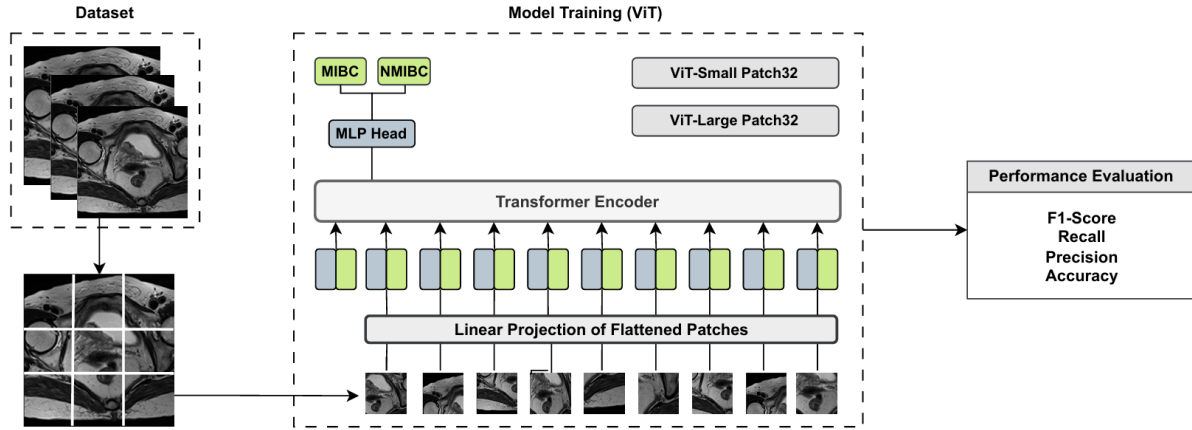 Dataset
Model Training (ViT)
MIBC
NMIBC
ViT-Small Patch32
ViT-Large Patch32
MLP Head
Transformer Encoder
Performance Evaluation
F1-Score
Recall
Precision
Accuracy
Linear Projection of Flattened Patches